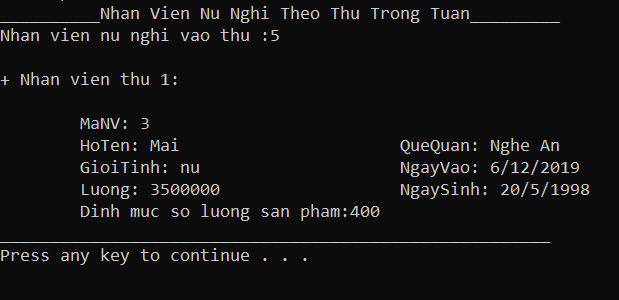 __________Nhan Vien Nu Nghi Theo Thu Trong Tuan_________
Nhan vien nu nghi vao thu :5
+ Nhan vien thu 1:
MaNV: 3
HoTen: Mai QueQuan: Nghe An
GioiTinh: nu NgayVao: 6/12/2019
Luong: 3500000 NgaySinh: 20/5/1998
Dinh muc so luong san pham:400
_______________________________________________________
Press any key to continue . . .